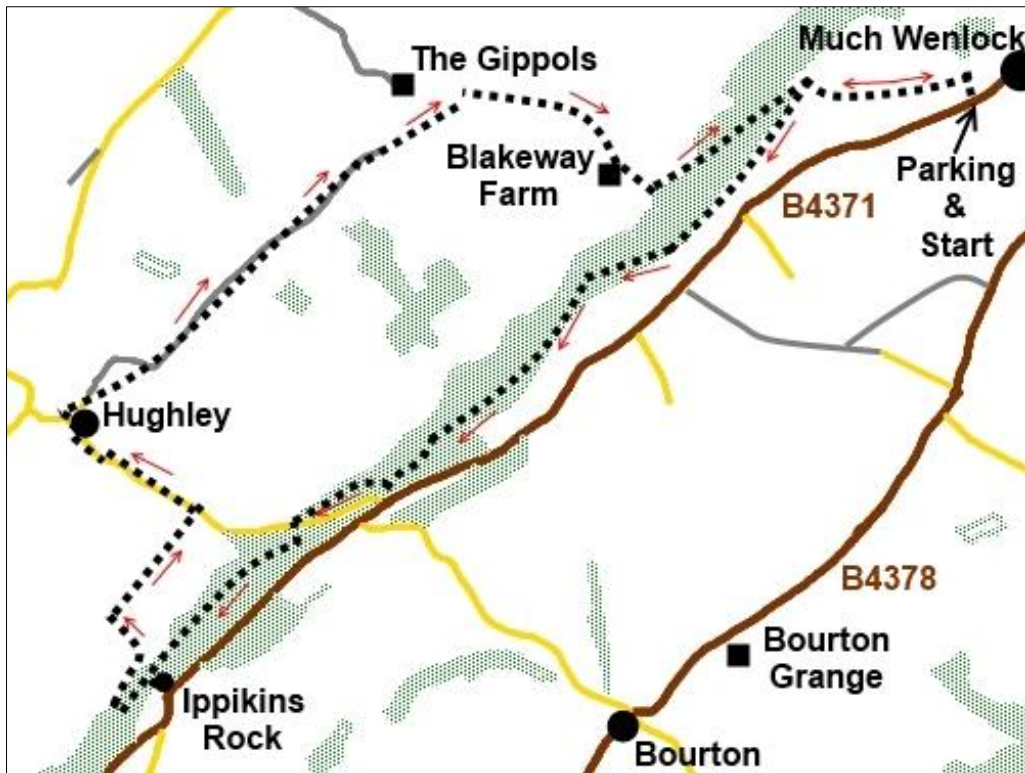 Much Wenlock
The Gippols
Blakeway
Farm
Parking
&
Start
B4371
Hughley
B4378
Bourton
Grange
Ippikins
Rock
Bourton